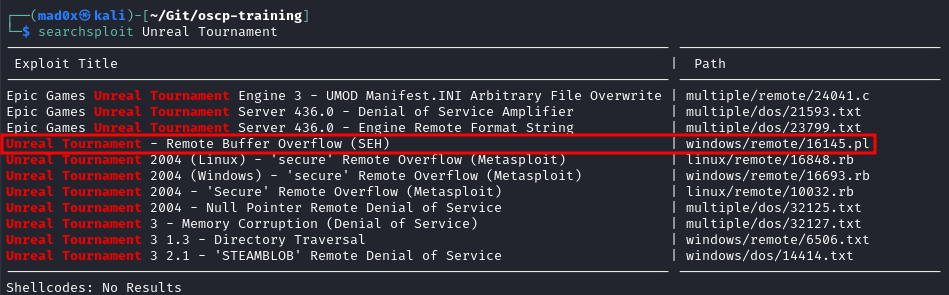 ┌──(mad0x㉿kali)-[~/Git/oscp-training]
└─$ searchsploit Unreal Tournament
Exploit Title | Path
Epic Games Unreal Tournament Engine 3 - UMOD Manifest.INI Arbitrary File Overwrite | multiple/remote/24041.c
Epic Games Unreal Tournament Server 436.0 - Denial of Service Amplifier | multiple/dos/21593.txt
Epic Games Unreal Tournament Server 436.0 - Engine Remote Format String | multiple/dos/23799.txt
Unreal Tournament - Remote Buffer Overflow (SEH) | windows/remote/16145.pl
Unreal Tournament 2004 (Linux) - 'secure' Remote Overflow (Metasploit) | linux/remote/16848.rb
Unreal Tournament 2004 (Windows) - 'secure' Remote Overflow (Metasploit) | windows/remote/16693.rb
Unreal Tournament 2004 - 'Secure' Remote Overflow (Metasploit) | linux/remote/10032.rb
Unreal Tournament 2004 - Null Pointer Remote Denial of Service | multiple/dos/32125.txt
Unreal Tournament 3 - Memory Corruption (Denial of Service) | multiple/dos/32127.txt
Unreal Tournament 3 1.3 - Directory Traversal | windows/remote/6506.txt
Unreal Tournament 3 2.1 - 'STEAMBLOB' Remote Denial of Service | windows/dos/14414.txt
Shellcodes: No Results